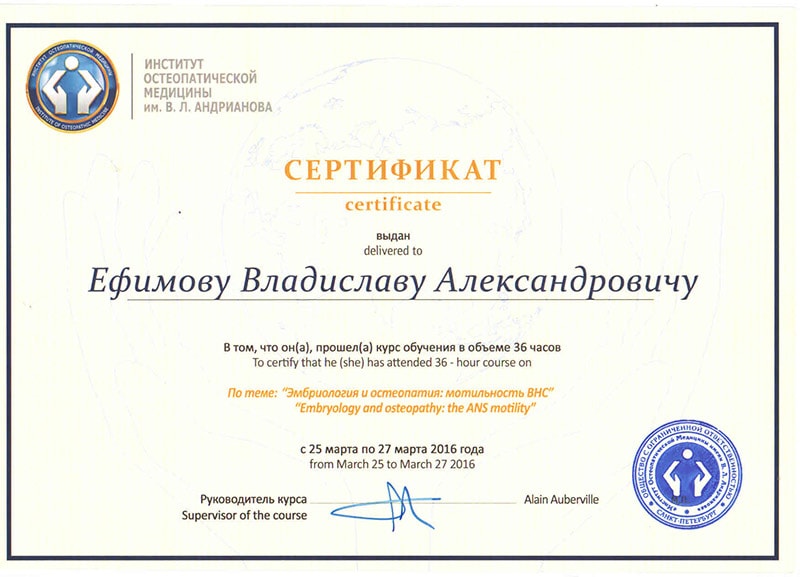 ИНСТИТУТ ОСТЕОПАТИЧЕСКОЙ МЕДИЦИНЫ
INSTITUTE OF OSTEOPATHIC MEDICINE
ИНСТИТУТ
ОСТЕОПАТИЧЕСКОЙ
МЕДИЦИНЫ
им. В. Л. АНДРИАНОВА
СЕРТИФИКАТ
certificate
выдан
delivered to
Ефимову Владиславу Александровичу
В том, что он(а), прошел(а) курс обучения в объеме 36 часов
To certify that he (she) has attended 36 - hour course on
По теме: “Эмбриология и остеопатия: мотильность ВНС”
“Embryology and osteopathy: the ANS motility”
с 25 марта по 27 марта 2016 года
from March 25 to March 27 2016
Руководитель курса
Alain Auberville
Supervisor of the course
ОБЩЕСТВО С ОГРАНИЧЕННОЙ ОТВЕТСТВЕННОСТЬЮ
«Институт Остеопатической Медицины имени В. Л. Андрианова»
САНКТ-ПЕТЕРБУРГ